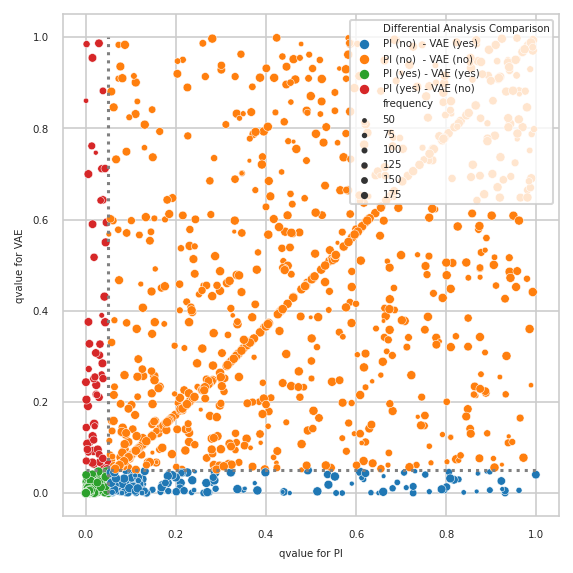 Differential Analysis Comparison
PI (no) - VAE (yes)
PI (no) - VAE (no)
PI (yes) - VAE (yes)
PI (yes) - VAE (no)
frequency
50
75
100
125
150
175
1.0
0.8
0.6
0.4
0.2
0.0
qvalue for VAE
0.0 0.2 0.4 0.6 0.8 1.0
qvalue for PI